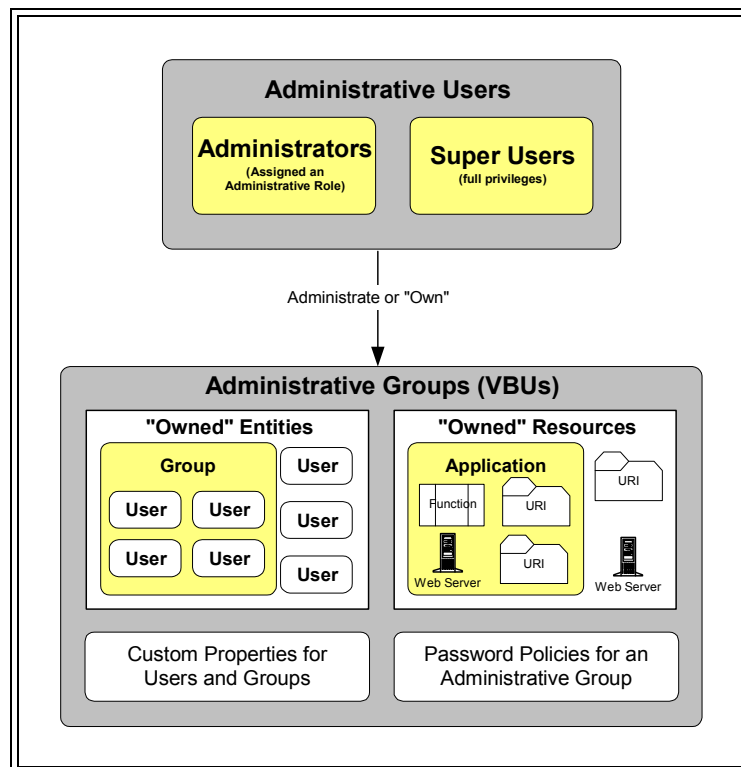 Administrative Users
Administrators
(Assigned an
Administrative Role)
Super Users
(full privileges)
Administrate or "Own"
Administrative Groups (VBUs)
"Owned" Entities
Group
User
User
User
User
User
User
User
"Owned" Resources
Application
Function
URI
URI
Web Server
URI
Web Server
Custom Properties for
Users and Groups
Password Policies for an
Administrative Group